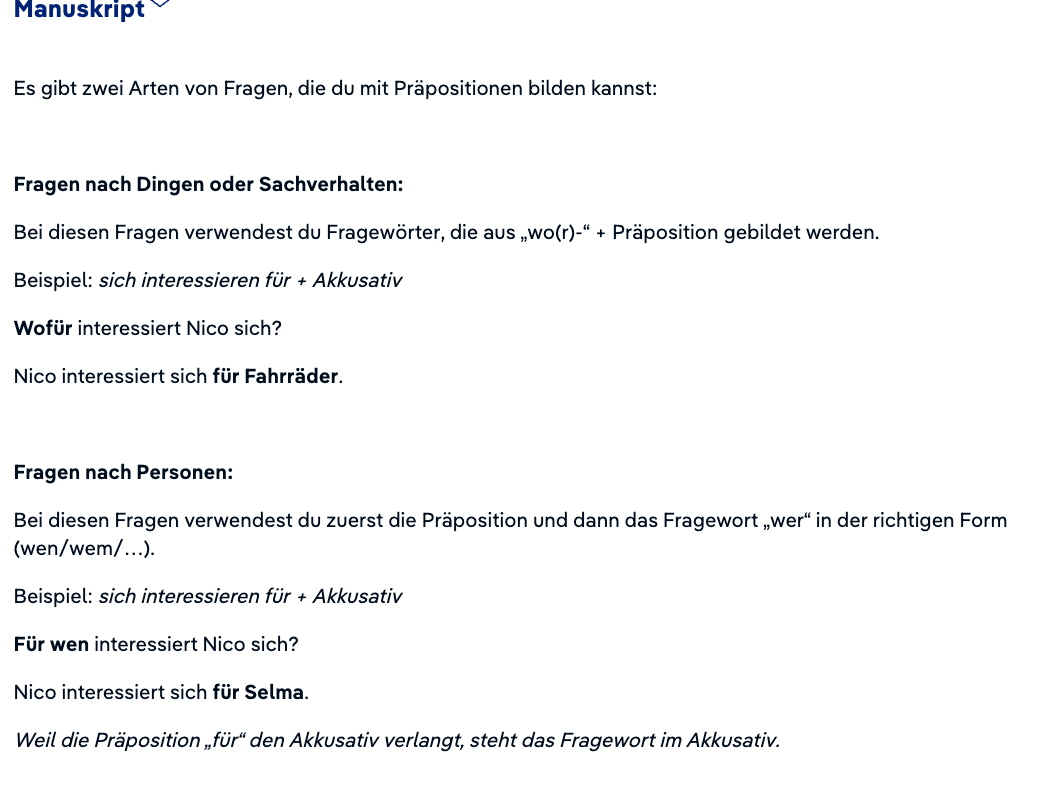 Manuskript
Es gibt zwei Arten von Fragen, die du mit Präpositionen bilden kannst:
Fragen nach Dingen oder Sachverhalten:
Bei diesen Fragen verwendest du Fragewörter, die aus „wo(r)-“ + Präposition gebildet werden.
Beispiel: sich interessieren für + Akkusativ
Wofür interessiert Nico sich?
Nico interessiert sich für Fahrräder.
Fragen nach Personen:
Bei diesen Fragen verwendest du zuerst die Präposition und dann das Fragewort „wer“ in der richtigen Form
(wen/wem/…).
Beispiel: sich interessieren für + Akkusativ
Für wen interessiert Nico sich?
Nico interessiert sich für Selma.
Weil die Präposition „für“ den Akkusativ verlangt, steht das Fragewort im Akkusativ.